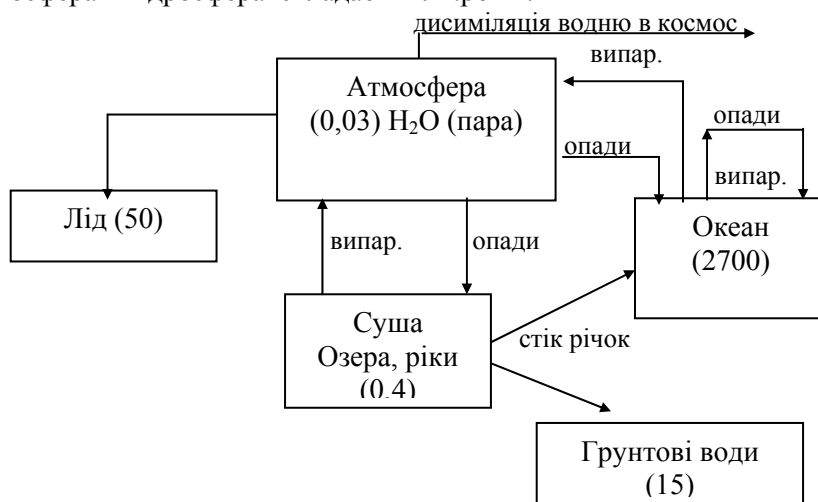 дисиміляція водню в космос
випар.
Атмосфера
(0,03) H₂O (пара)
опади
опади
випар.
Лід (50)
випар.
опади
Океан
(2700)
Суша
Озера, ріки
(0.4)
стік річок
Грунтові води
(15)